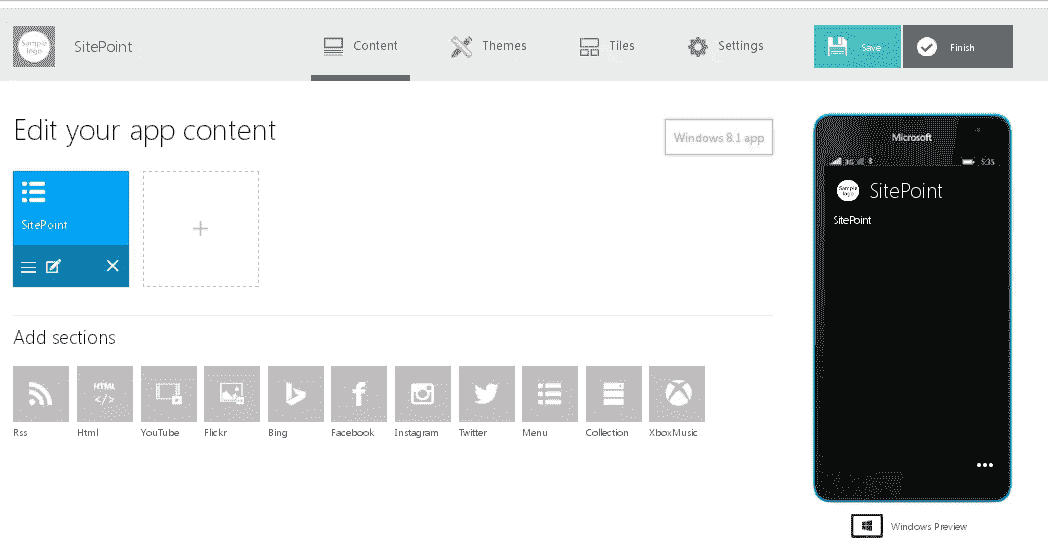 Sample logo
SitePoint
Content
Themes
Tiles
Settings
Save
Finish
Edit your app content
Windows 8.1 app
SitePoint
Add sections
HTML
</>
Rss
Html
YouTube
Flickr
Bing
Facebook
Instagram
Twitter
Menu
Collection
XboxMusic
Microsoft
3G
5:35
Sample logo
SitePoint
SitePoint
Windows Preview